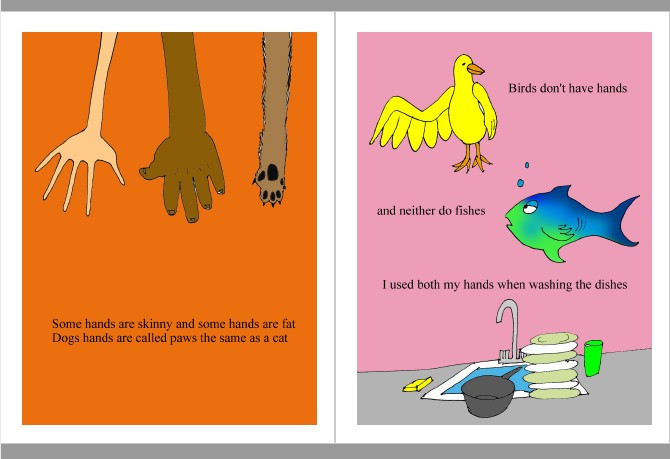 Some hands are skinny and some hands are fat
Dogs hands are called paws the same as a cat
Birds don't have hands
and neither do fishes
I used both my hands when washing the dishes